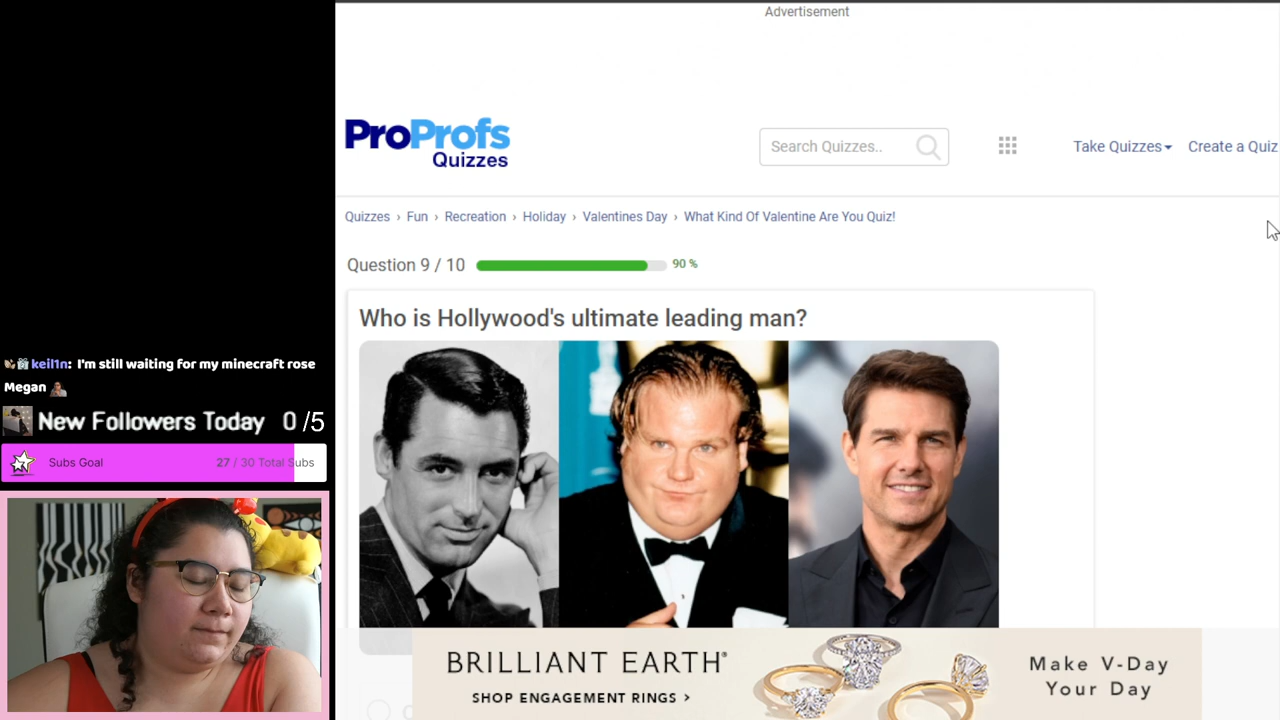 Advertisement
ProProfs
Quizzes
Search Quizzes..
Take Quizzes
Create a Quiz
Quizzes › Fun › Recreation › Holiday › Valentines Day › What Kind Of Valentine Are You Quiz!
Question 9 / 10
90 %
Who is Hollywood's ultimate leading man?
keil1n: I'm still waiting for my minecraft rose
Megan
New Followers Today 0 /5
Subs Goal
27 / 30 Total Subs
BRILLIANT EARTH®
SHOP ENGAGEMENT RINGS >
Make V-Day
Your Day